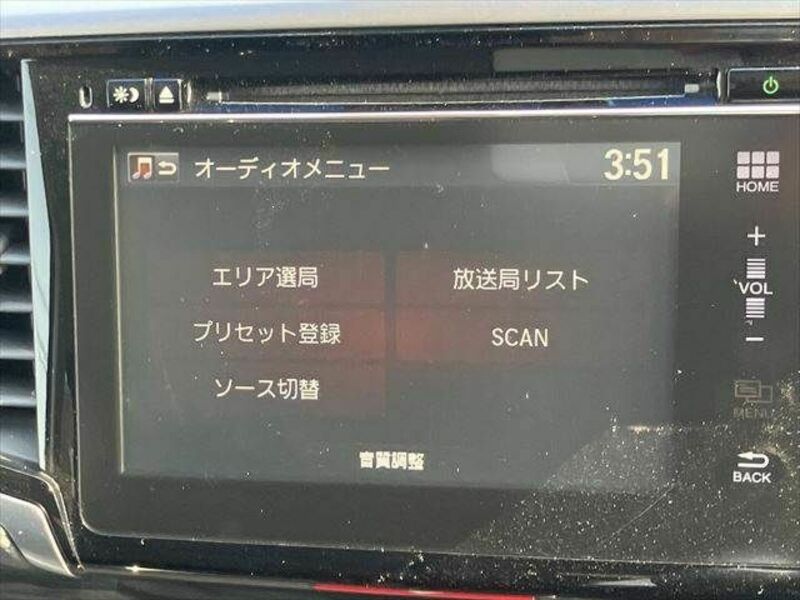 オーディオメニュー 3:51
HOME
エリア選局 放送局リスト
+
VOL
プリセット登録 SCAN
-
ソース切替
MENU
音質調整
BACK